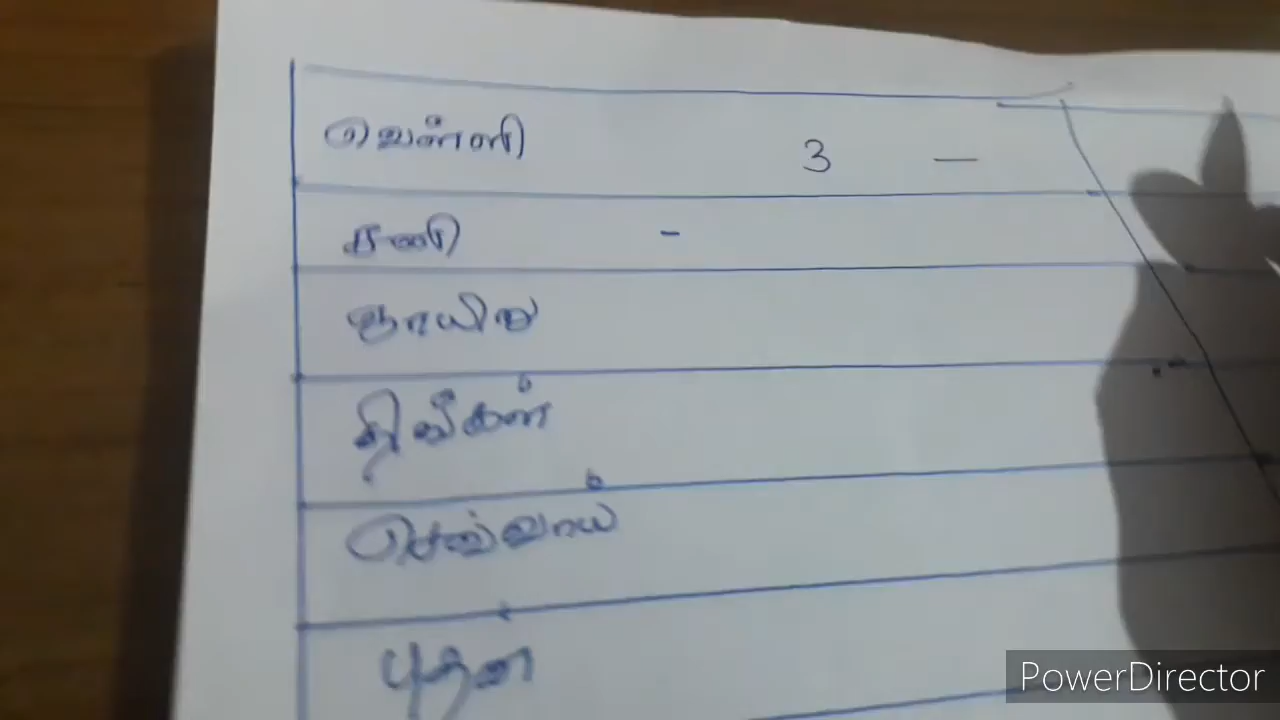 வெள்ளி 3 —
சனி -
ஞாயிறு
திங்கள்
செவ்வாய்
புதன்
PowerDirector